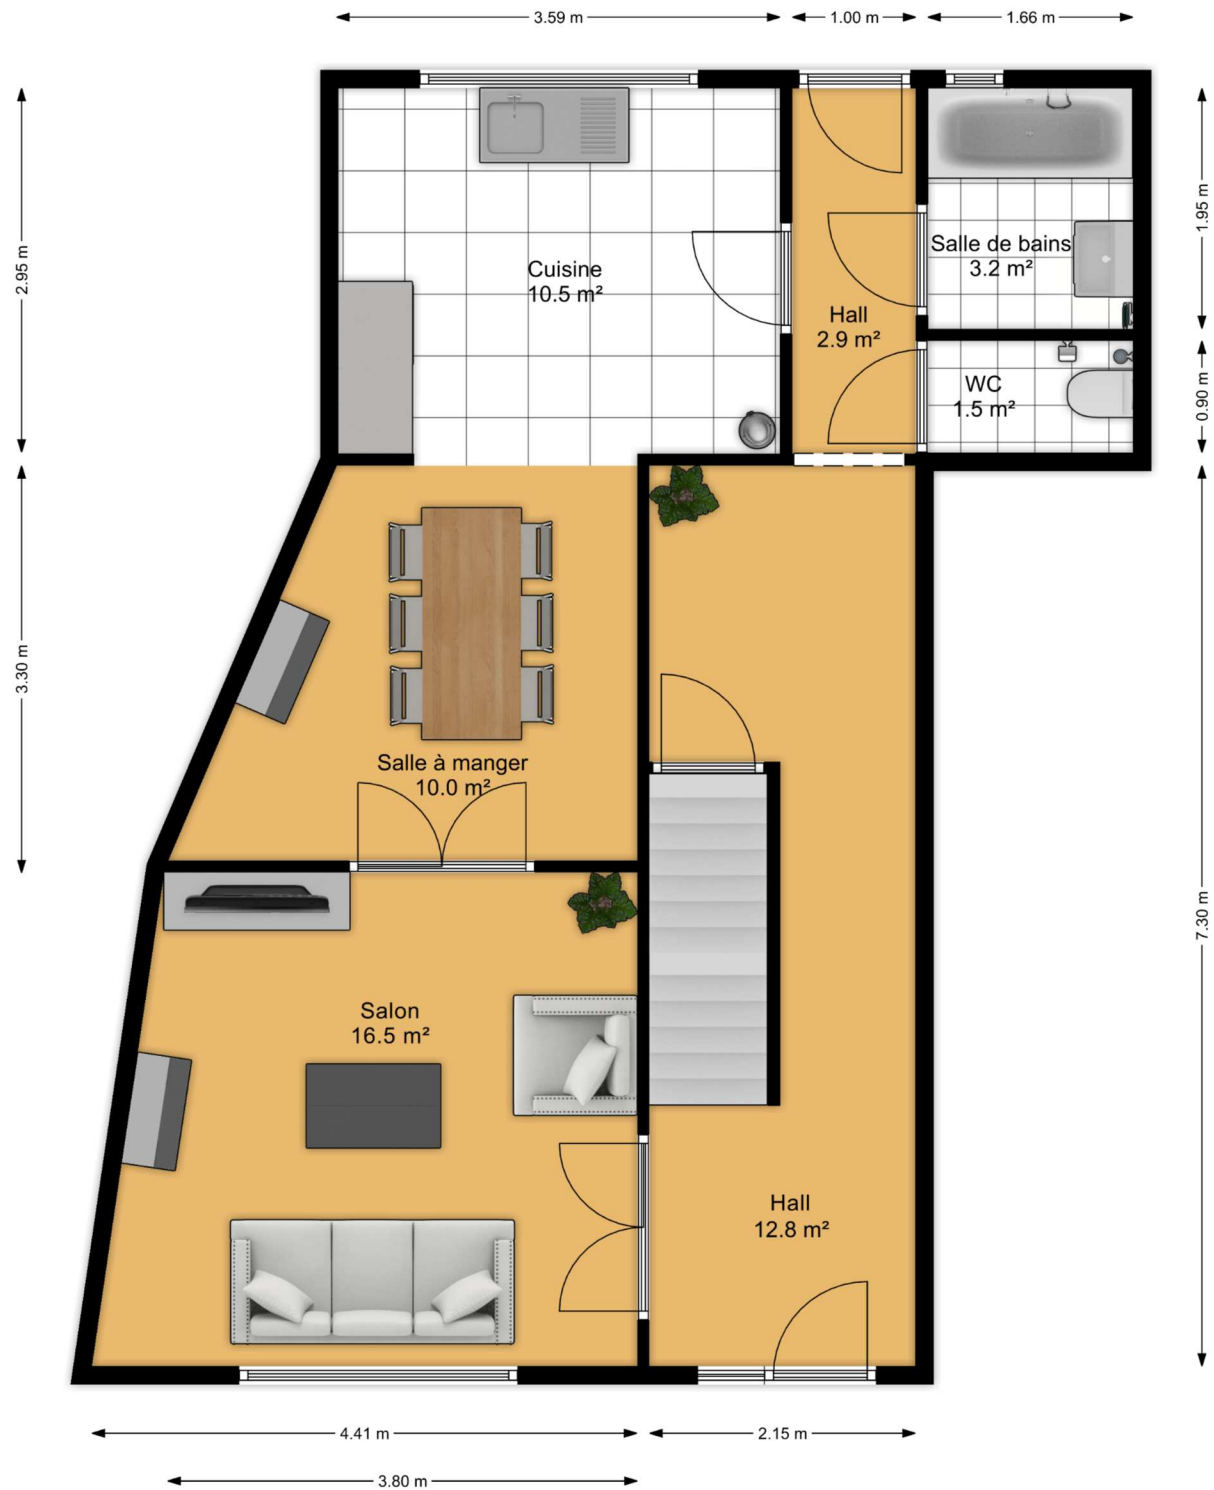 3.59 m
1.00 m
1.66 m
2.95 m
1.95 m
Cuisine
10.5 m²
Salle de bains
3.2 m²
Hall
2.9 m²
WC
1.5 m²
0.90 m
3.30 m
Salle à manger
10.0 m²
7.30 m
Salon
16.5 m²
Hall
12.8 m²
4.41 m
2.15 m
3.80 m